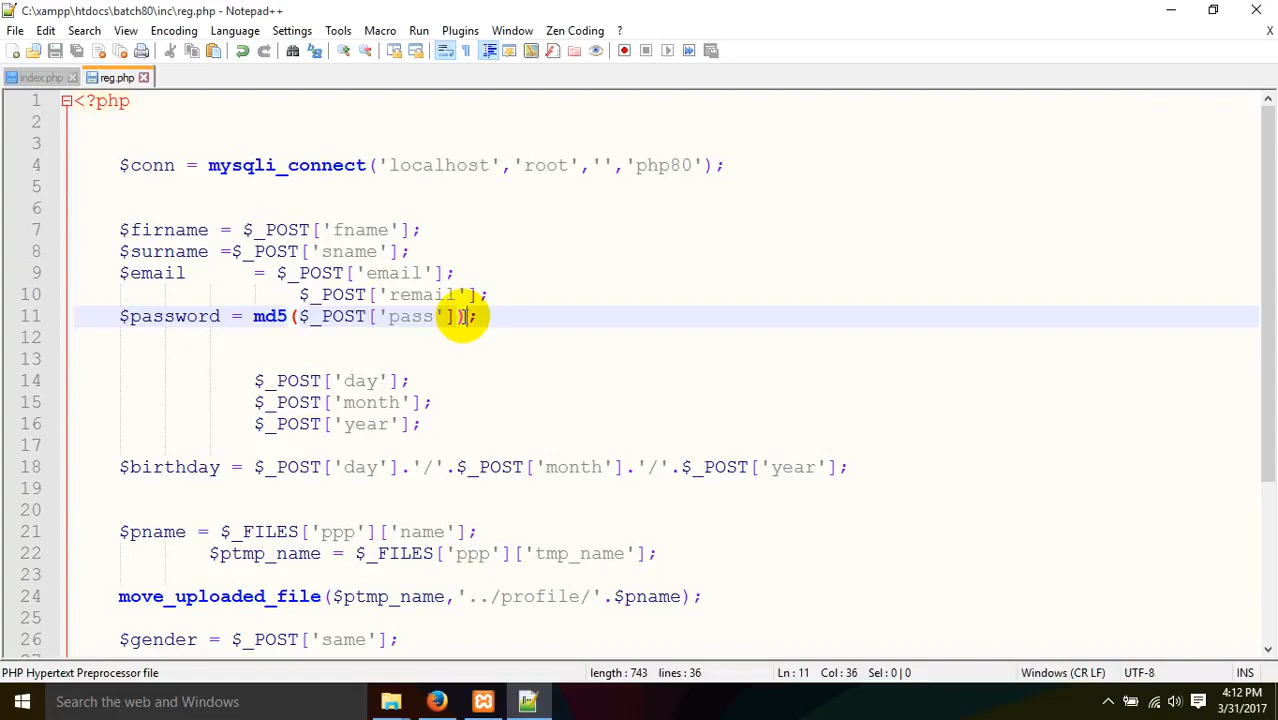 C:\xampp\htdocs\batch80\inc\reg.php - Notepad++
File Edit Search View Encoding Language Settings Tools Macro Run Plugins Window Zen Coding ? X
index.php reg.php
1 <?php
2
3
4 $conn = mysqli_connect('localhost','root','','php80');
5
6
7 $firname = $_POST['fname'];
8 $surname =$_POST['sname'];
9 $email = $_POST['email'];
10 $_POST['remail'];
11 $password = md5($_POST['pass']);
12
13
14 $_POST['day'];
15 $_POST['month'];
16 $_POST['year'];
17
18 $birthday = $_POST['day'].'/'.$_POST['month'].'/'.$_POST['year'];
19
20
21 $pname = $_FILES['ppp']['name'];
22 $ptmp_name = $_FILES['ppp']['tmp_name'];
23
24 move_uploaded_file($ptmp_name,'../profile/'.$pname);
25
26 $gender = $_POST['same'];
27
PHP Hypertext Preprocessor file length : 743 lines : 36 Ln : 11 Col : 36 Sel : 0 | 0 Windows (CR LF) UTF-8 INS
Search the web and Windows
4:12 PM
3/31/2017